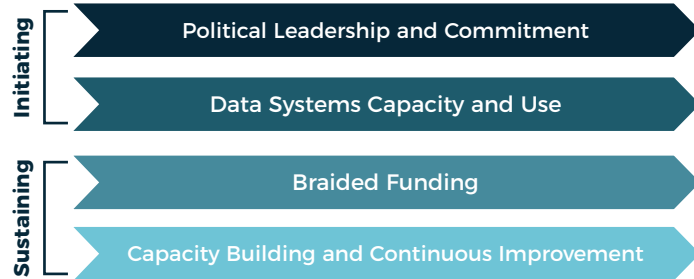 Initiating
Political Leadership and Commitment
Data Systems Capacity and Use
Sustaining
Braided Funding
Capacity Building and Continuous Improvement